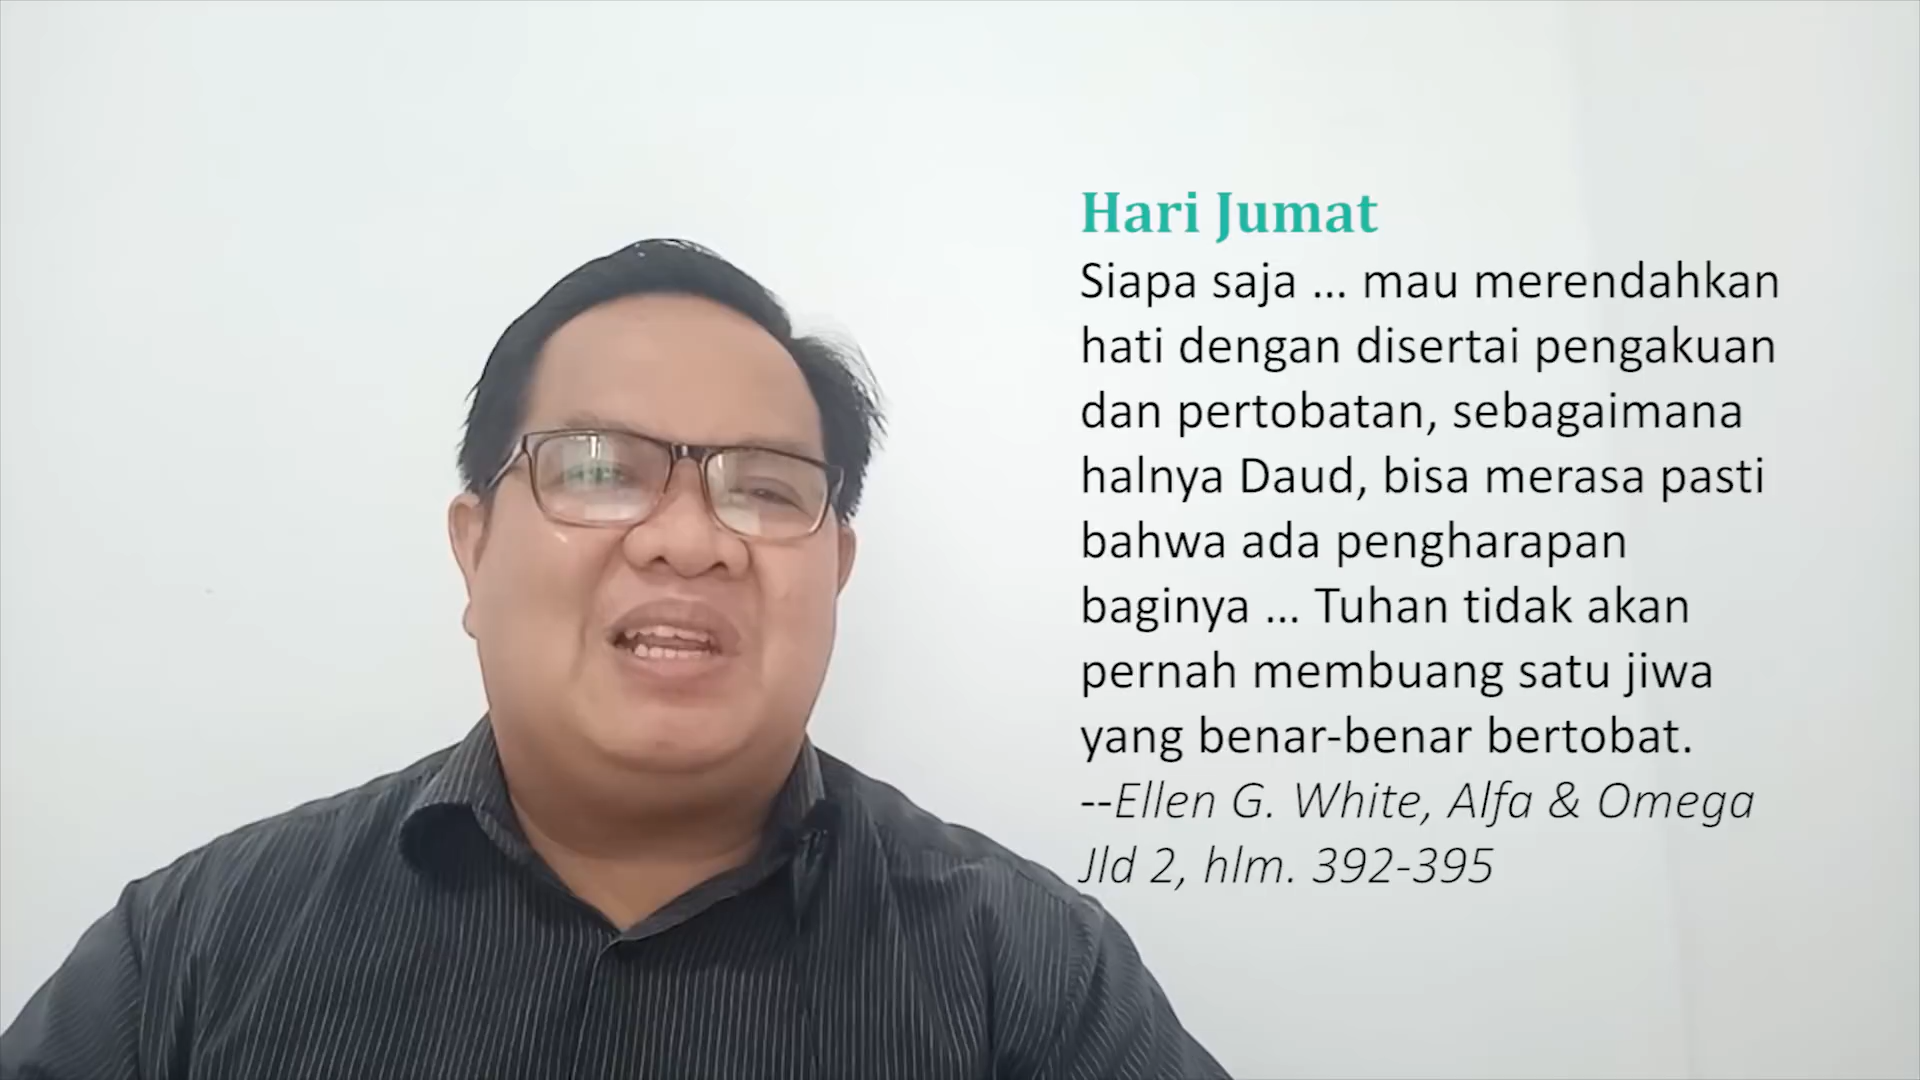 Hari Jumat
Siapa saja ... mau merendahkan
hati dengan disertai pengakuan
dan pertobatan, sebagaimana
halnya Daud, bisa merasa pasti
bahwa ada pengharapan
baginya ... Tuhan tidak akan
pernah membuang satu jiwa
yang benar-benar bertobat.
--Ellen G. White, Alfa & Omega
Jld 2, hlm. 392-395